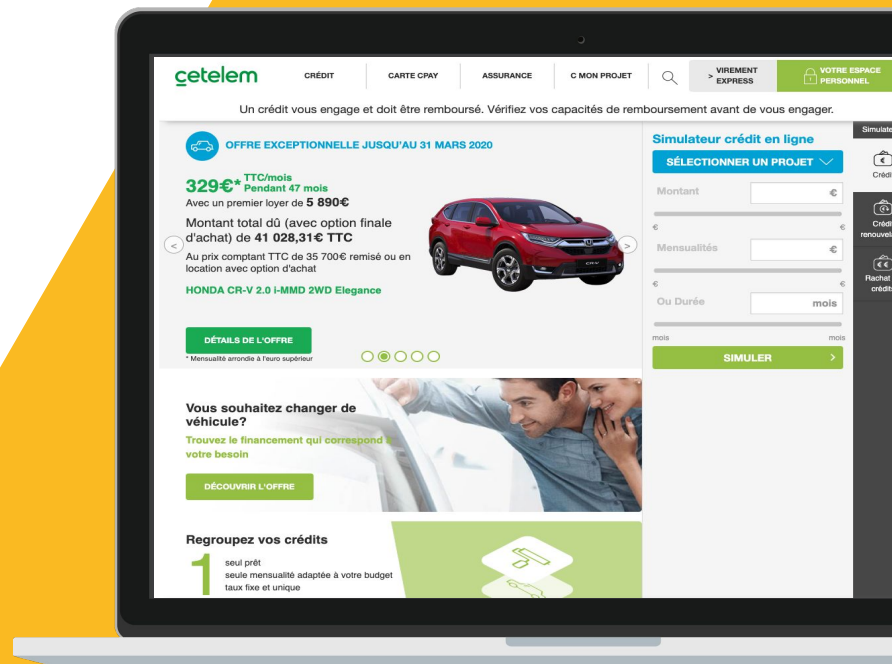 cetelem
CRÉDIT
CARTE CPAY
ASSURANCE
C MON PROJET
> VIREMENT
EXPRESS
VOTRE ESPACE
PERSONNEL
Un crédit vous engage et doit être remboursé. Vérifiez vos capacités de remboursement avant de vous engager.
OFFRE EXCEPTIONNELLE JUSQU'AU 31 MARS 2020
329€* TTC/mois
Pendant 47 mois
Avec un premier loyer de 5 890€
Montant total dû (avec option finale
d'achat) de 41 028,31€ TTC
Au prix comptant TTC de 35 700€ remisé ou en
location avec option d'achat
HONDA CR-V 2.0 i-MMD 2WD Elegance
DÉTAILS DE L'OFFRE
* Mensualité arrondie à l'euro supérieur
<
>
CR-V
Simulateur crédit en ligne
SÉLECTIONNER UN PROJET
Montant
€
€ €
Mensualités
€
€ €
Ou Durée
mois
mois mois
SIMULER >
Simulate
Crédi
Crédi
renouvel
Rachat
crédits
Vous souhaitez changer de
véhicule?
Trouvez le financement qui correspond à
votre besoin
DÉCOUVRIR L'OFFRE
Regroupez vos crédits
1
seul prêt
seule mensualité adaptée à votre budget
taux fixe et unique